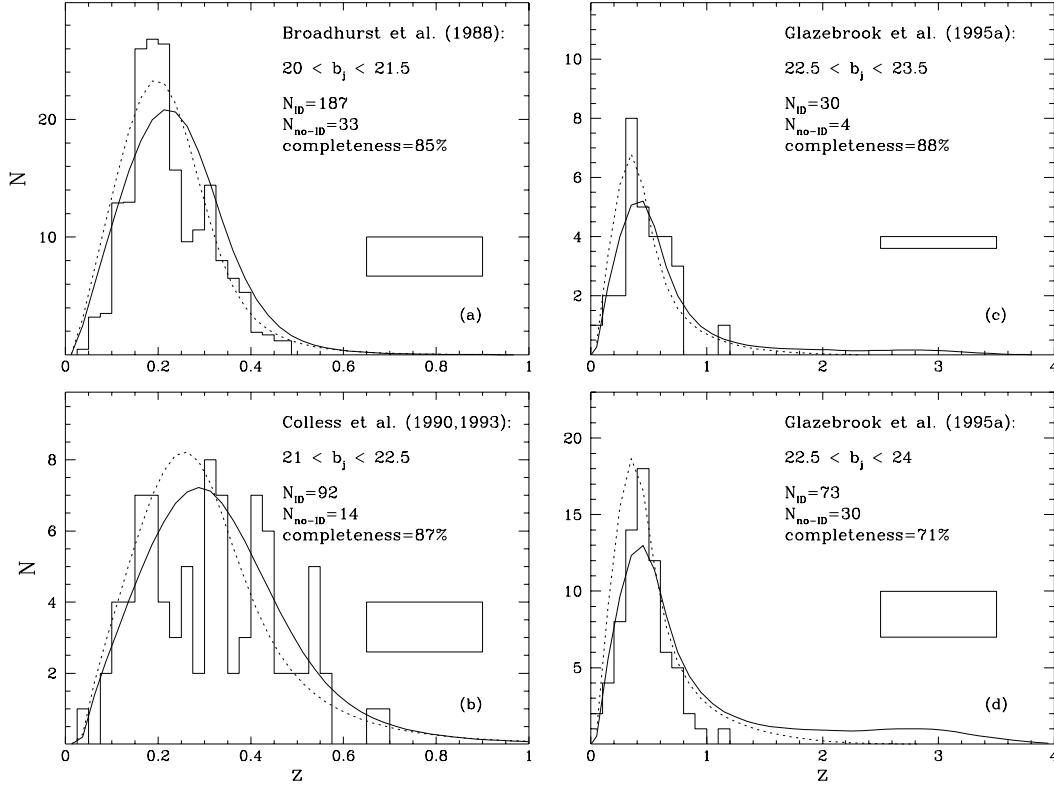 Broadhurst et al. (1988):
20 < b_j < 21.5
N_ID=187
N_no-ID=33
completeness=85%
N
20
10
(a)
0 0.2 0.4 0.6 0.8 1
Glazebrook et al. (1995a):
22.5 < b_j < 23.5
N_ID=30
N_no-ID=4
completeness=88%
10
8
6
4
2
(c)
0 1 2 3 4
Colless et al. (1990,1993):
21 < b_j < 22.5
N_ID=92
N_no-ID=14
completeness=87%
N
8
6
4
2
(b)
0 0.2 0.4 0.6 0.8 1
z
Glazebrook et al. (1995a):
22.5 < b_j < 24
N_ID=73
N_no-ID=30
completeness=71%
20
15
10
5
(d)
0 1 2 3 4
z